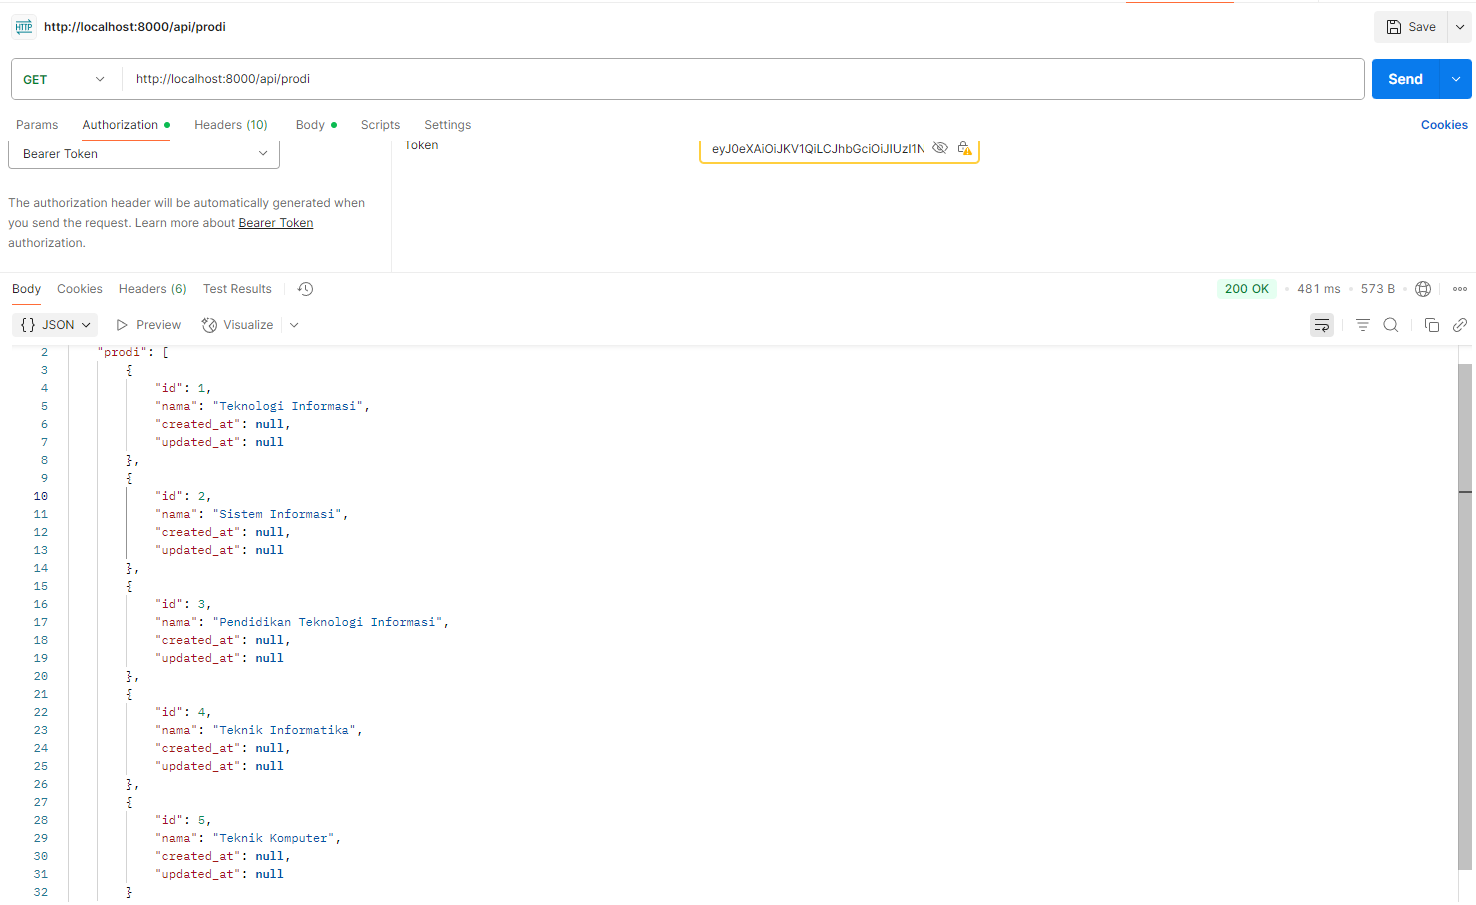 HTTP http://localhost:8000/api/prodi Save
GET http://localhost:8000/api/prodi Send
Params Authorization Headers (10) Body Scripts Settings Cookies
Bearer Token Token eyJ0eXAiOiJKV1QiLCJhbGciOiJIUzI1N
The authorization header will be automatically generated when
you send the request. Learn more about Bearer Token
authorization.
Body Cookies Headers (6) Test Results 200 OK 481 ms 573 B
{} JSON Preview Visualize
2 "prodi": [
3 {
4 "id": 1,
5 "nama": "Teknologi Informasi",
6 "created_at": null,
7 "updated_at": null
8 },
9 {
10 "id": 2,
11 "nama": "Sistem Informasi",
12 "created_at": null,
13 "updated_at": null
14 },
15 {
16 "id": 3,
17 "nama": "Pendidikan Teknologi Informasi",
18 "created_at": null,
19 "updated_at": null
20 },
21 {
22 "id": 4,
23 "nama": "Teknik Informatika",
24 "created_at": null,
25 "updated_at": null
26 },
27 {
28 "id": 5,
29 "nama": "Teknik Komputer",
30 "created_at": null,
31 "updated_at": null
32 }